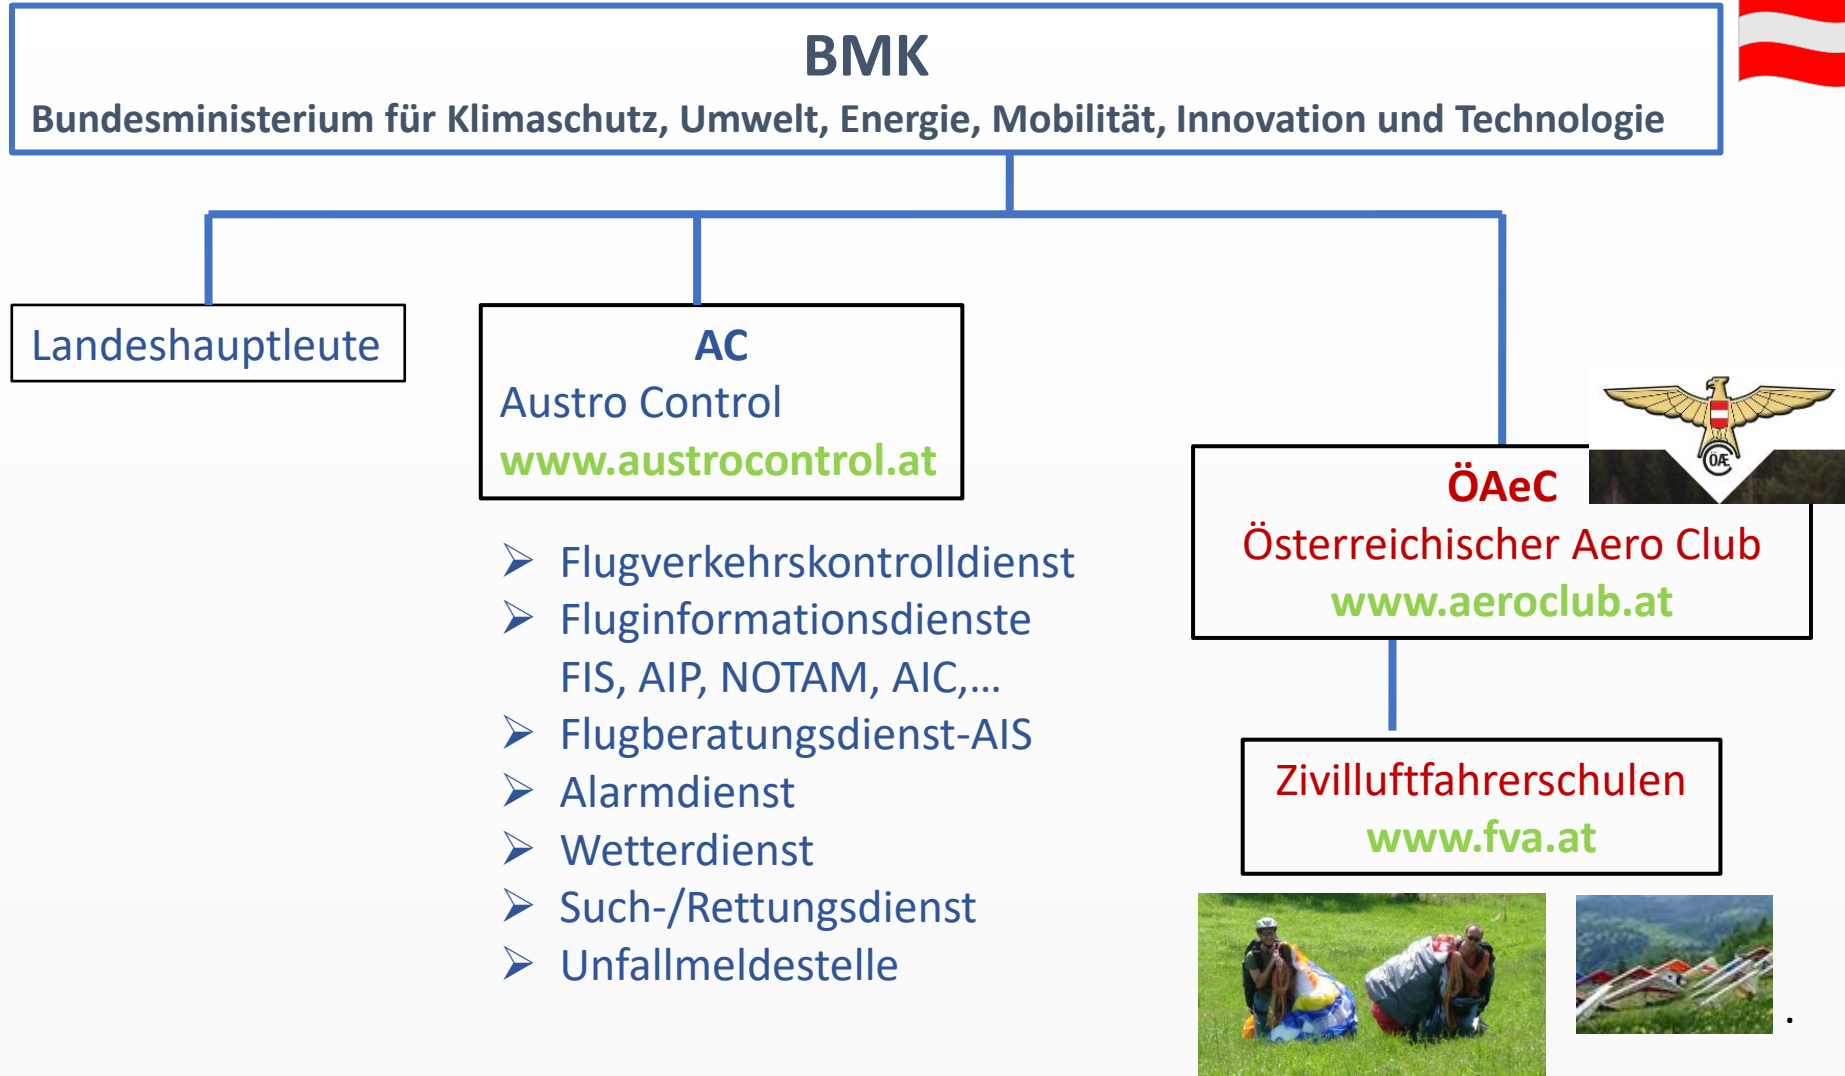 BMK
Bundesministerium für Klimaschutz, Umwelt, Energie, Mobilität, Innovation und Technologie
Landeshauptleute
AC
Austro Control
www.austrocontrol.at
➢ Flugverkehrskontrolldienst
➢ Fluginformationsdienste
FIS, AIP, NOTAM, AIC,...
➢ Flugberatungsdienst-AIS
➢ Alarmdienst
➢ Wetterdienst
➢ Such-/Rettungsdienst
➢ Unfallmeldestelle
ÖAeC
Österreichischer Aero Club
www.aeroclub.at
Zivilluftfahrerschulen
www.fva.at
.